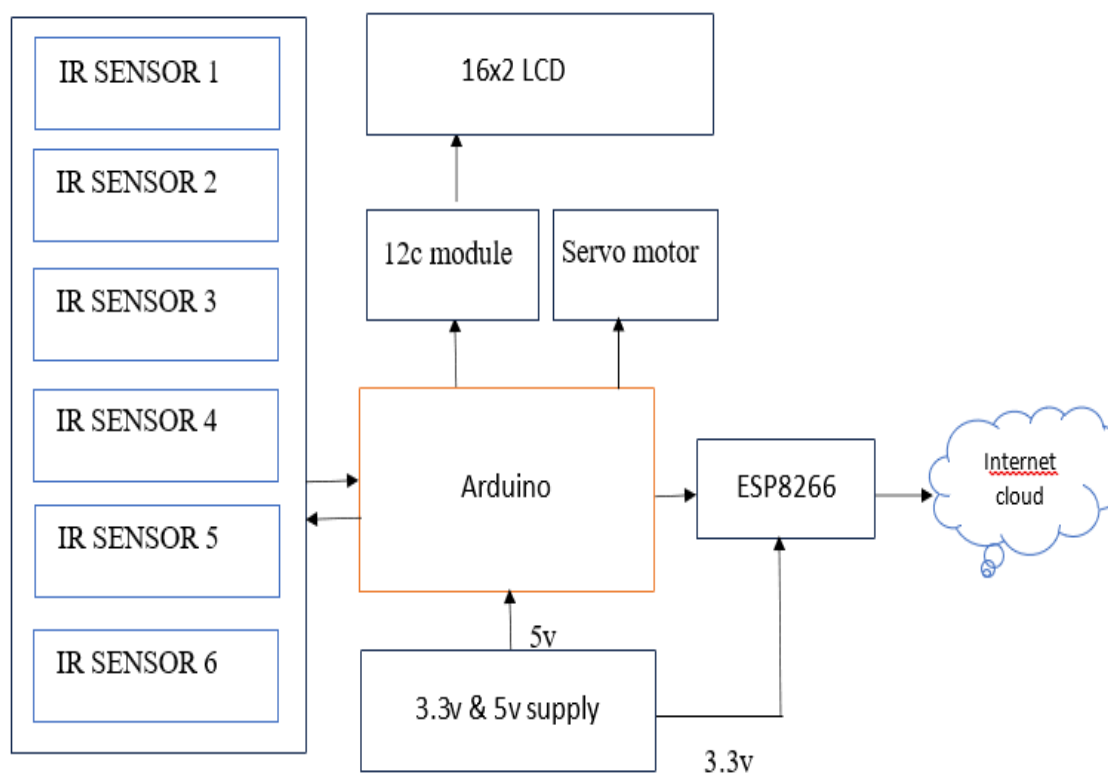 IR SENSOR 1
IR SENSOR 2
IR SENSOR 3
IR SENSOR 4
IR SENSOR 5
IR SENSOR 6
16x2 LCD
12c module
Servo motor
Arduino
ESP8266
Internet
cloud
5v
3.3v & 5v supply
3.3v